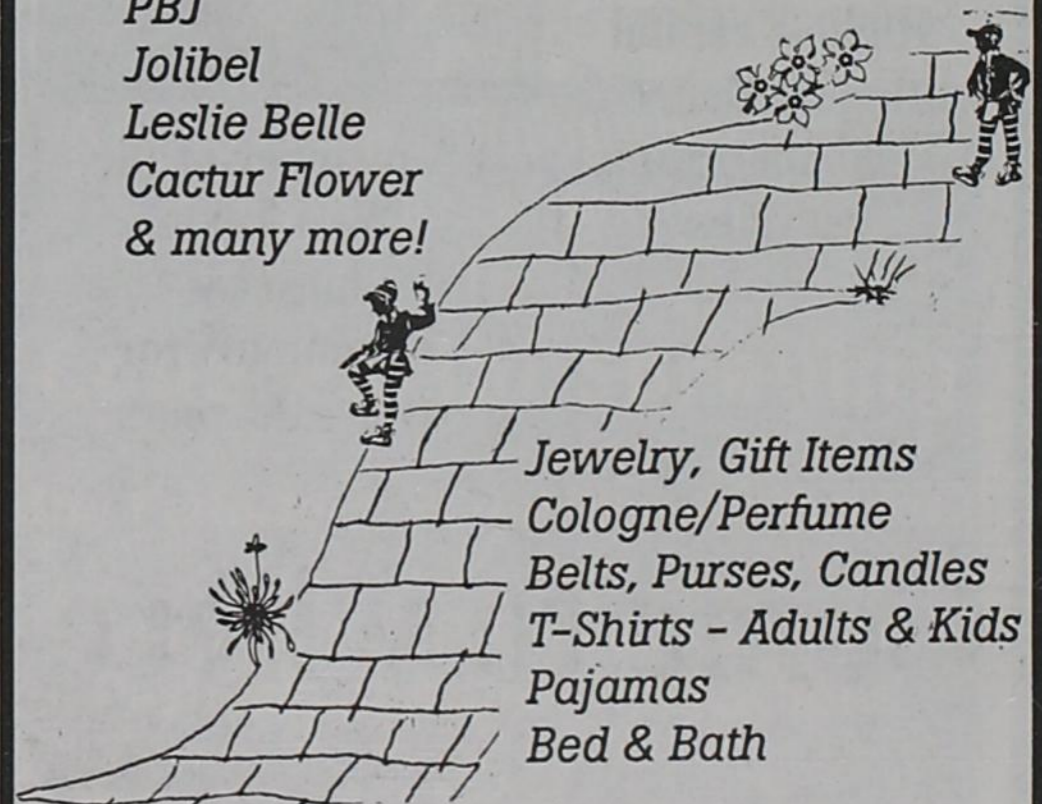 PBJ
Jolibel
Leslie Belle
Cactur Flower
& many more!
Jewelry, Gift Items
Cologne/Perfume
Belts, Purses, Candles
T-Shirts – Adults & Kids
Pajamas
Bed & Bath